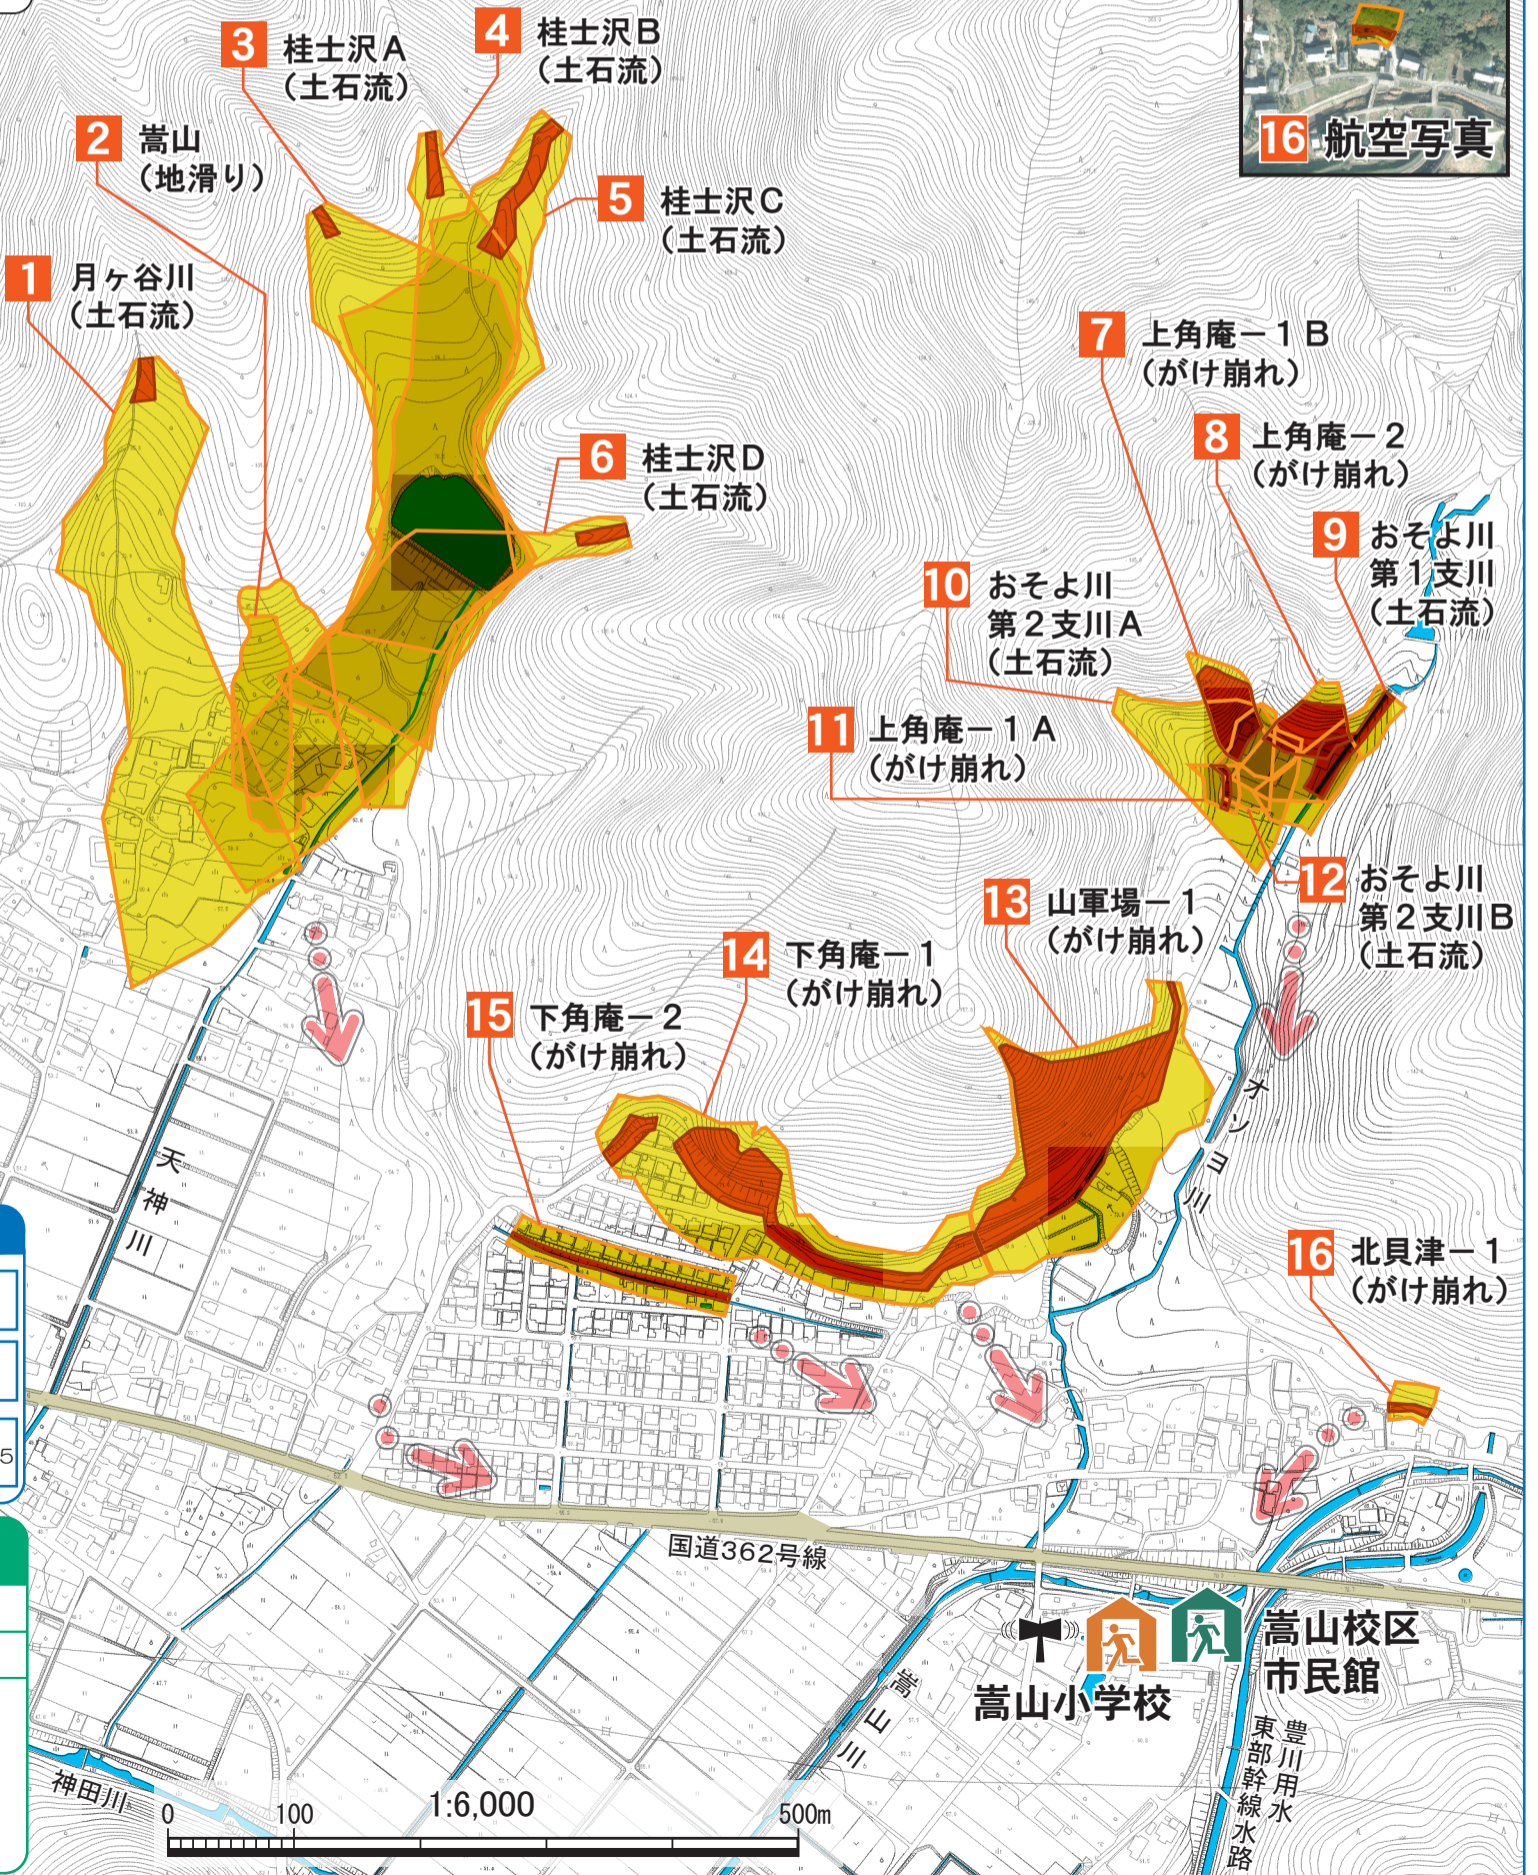 3 桂士沢A
(土石流)
4 桂士沢B
(土石流)
16 航空写真
2 嵩山
(地滑り)
5 桂士沢C
(土石流)
1 月ヶ谷川
(土石流)
7 上角庵－1B
(がけ崩れ)
8 上角庵－2
(がけ崩れ)
6 桂士沢D
(土石流)
9 おそよ川
第1支川
(土石流)
10 おそよ川
第2支川A
(土石流)
11 上角庵－1A
(がけ崩れ)
12 おそよ川
第2支川B
(土石流)
13 山軍場－1
(がけ崩れ)
14 下角庵－1
(がけ崩れ)
15 下角庵－2
(がけ崩れ)
オソヨ川
天神川
16 北貝津－1
(がけ崩れ)
5
国道362号線
嵩山校区
市民館
嵩山小学校
嵩山川
豊川用水
東部幹線水路
神田川
1:6,000
0 100 500m